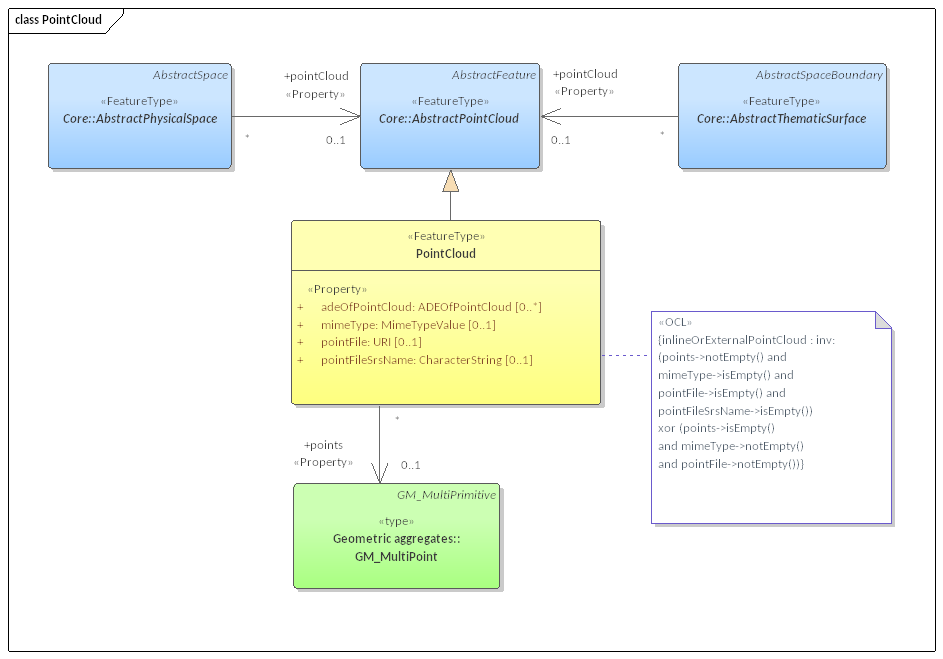 class PointCloud
AbstractSpace
«FeatureType»
Core::AbstractPhysicalSpace
+pointCloud
«Property»
*
0..1
AbstractFeature
«FeatureType»
Core::AbstractPointCloud
+pointCloud
«Property»
0..1
*
AbstractSpaceBoundary
«FeatureType»
Core::AbstractThematicSurface
«FeatureType»
PointCloud
«Property»
+ adeOfPointCloud: ADEOfPointCloud [0..*]
+ mimeType: MimeTypeValue [0..1]
+ pointFile: URI [0..1]
+ pointFileSrsName: CharacterString [0..1]
«OCL»
{inlineOrExternalPointCloud : inv:
(points->notEmpty() and
mimeType->isEmpty() and
pointFile->isEmpty() and
pointFileSrsName->isEmpty())
xor (points->isEmpty()
and mimeType->notEmpty()
and pointFile->notEmpty())}
*
+points
«Property»
0..1
GM_MultiPrimitive
«type»
Geometric aggregates::
GM_MultiPoint